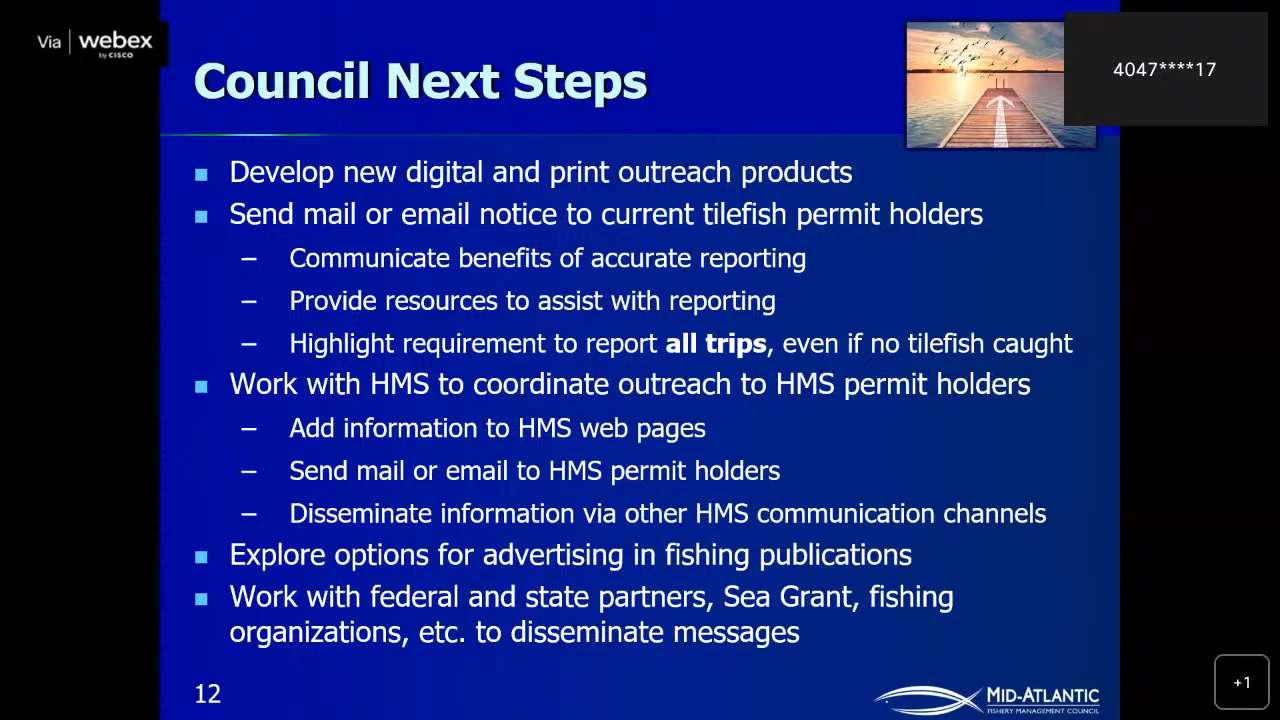 Via webex
by CISCO
4047****17
Council Next Steps
Develop new digital and print outreach products
Send mail or email notice to current tilefish permit holders
– Communicate benefits of accurate reporting
– Provide resources to assist with reporting
– Highlight requirement to report all trips, even if no tilefish caught
Work with HMS to coordinate outreach to HMS permit holders
– Add information to HMS web pages
– Send mail or email to HMS permit holders
– Disseminate information via other HMS communication channels
Explore options for advertising in fishing publications
Work with federal and state partners, Sea Grant, fishing
organizations, etc. to disseminate messages
12
MID-ATLANTIC
FISHERY MANAGEMENT COUNCIL
+1